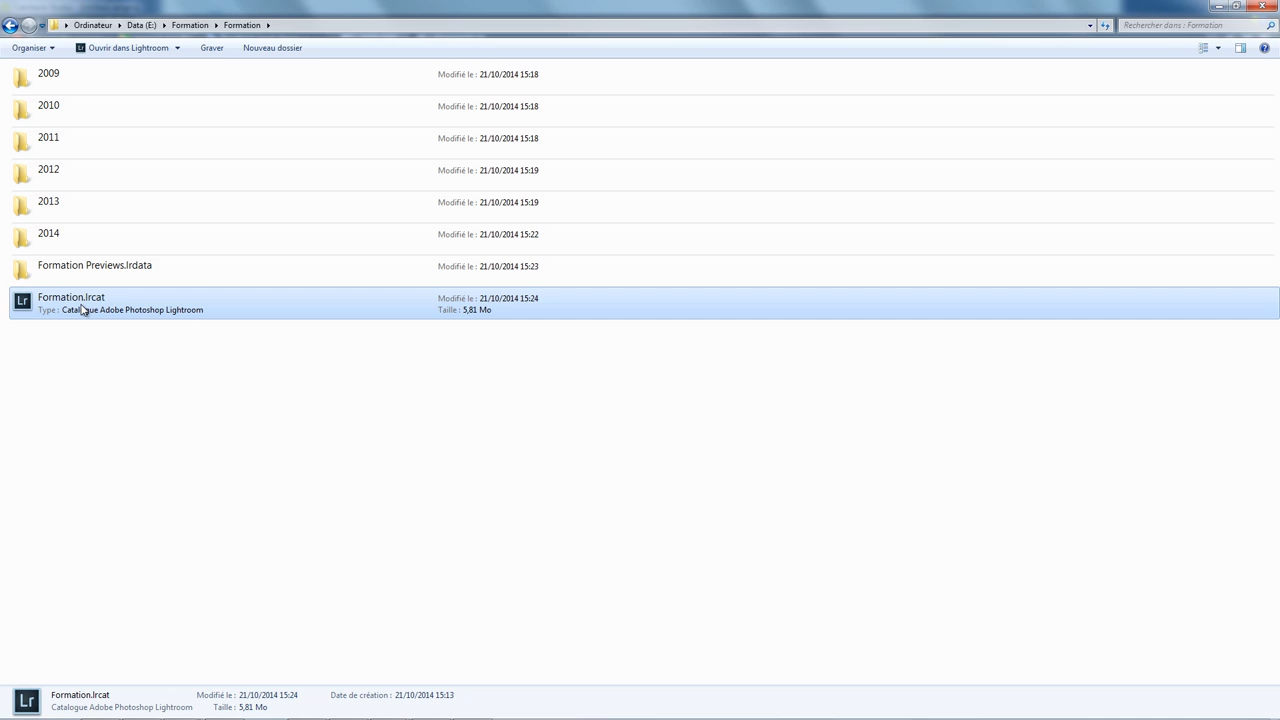 Ordinateur Data (E:) Formation Formation Rechercher dans : Formation
Organiser Lr Ouvrir dans Lightroom Graver Nouveau dossier
2009 Modifié le : 21/10/2014 15:18
2010 Modifié le : 21/10/2014 15:18
2011 Modifié le : 21/10/2014 15:18
2012 Modifié le : 21/10/2014 15:19
2013 Modifié le : 21/10/2014 15:19
2014 Modifié le : 21/10/2014 15:22
Formation Previews.lrdata Modifié le : 21/10/2014 15:23
Lr Formation.lrcat Modifié le : 21/10/2014 15:24
Type : Catalogue Adobe Photoshop Lightroom Taille : 5,81 Mo
Lr Formation.lrcat Modifié le : 21/10/2014 15:24 Date de création : 21/10/2014 15:13
Catalogue Adobe Photoshop Lightroom Taille : 5,81 Mo